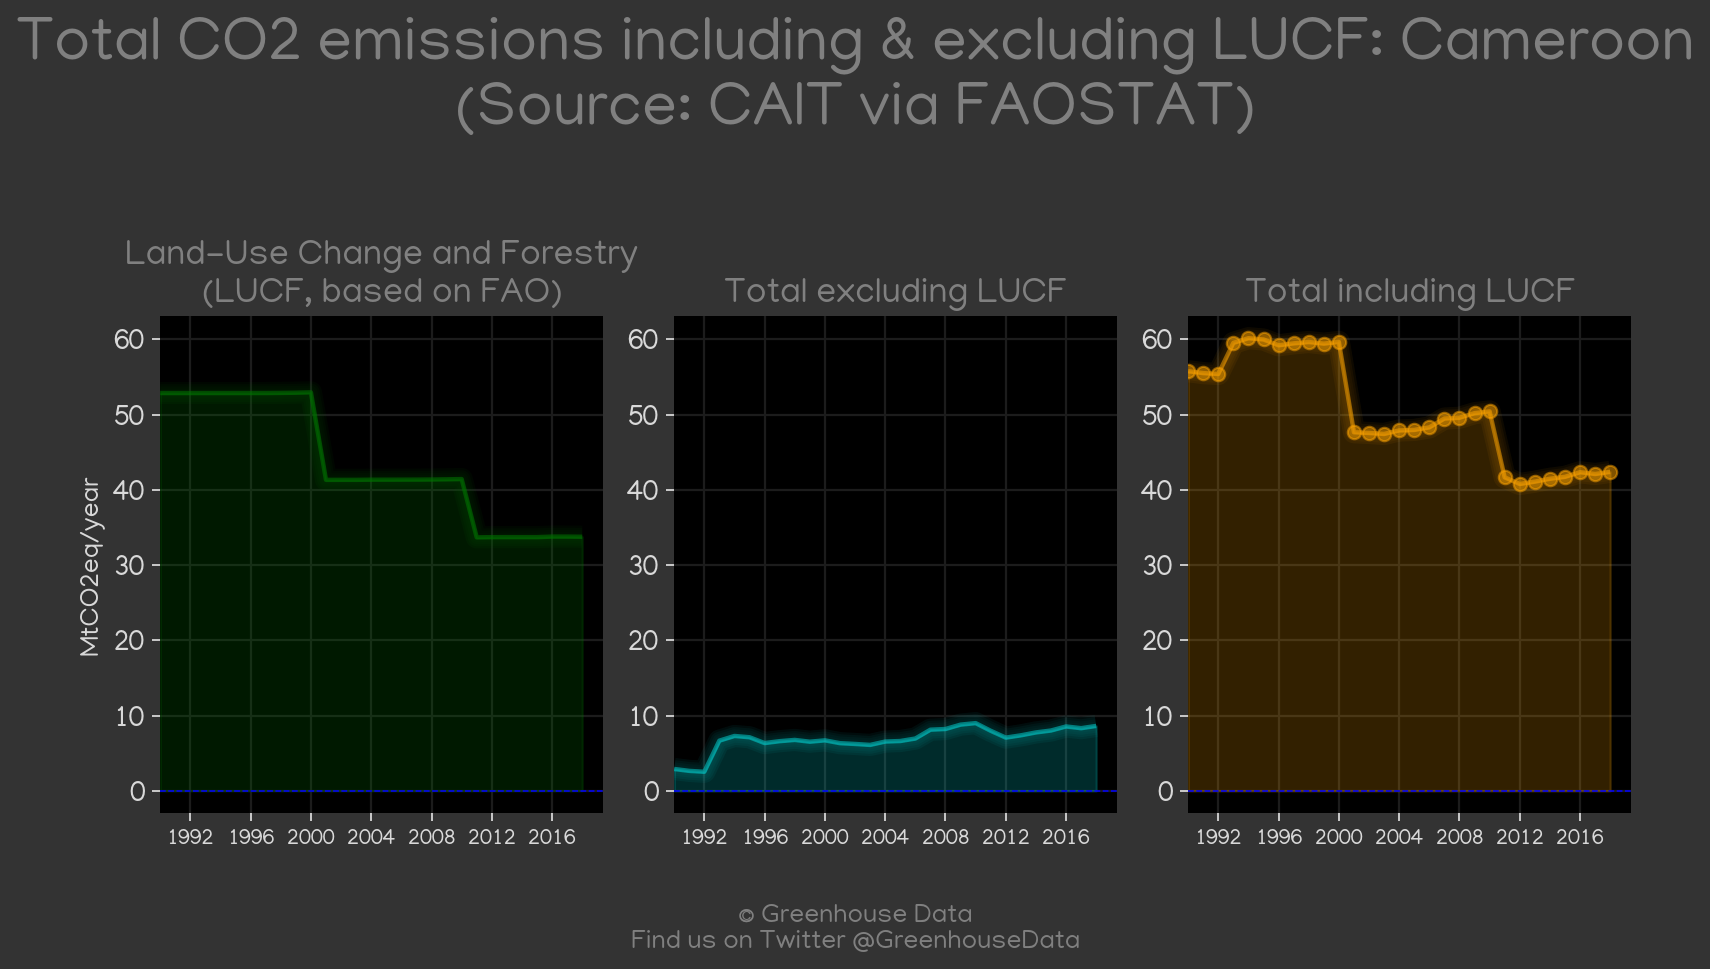 Total CO2 emissions including & excluding LUCF: Cameroon
(Source: CAIT via FAOSTAT)
Land-Use Change and Forestry
(LUCF, based on FAO)
Total excluding LUCF
Total including LUCF
MtCO2eq/year
60
50
40
30
20
10
0
1992 1996 2000 2004 2008 2012 2016
60
50
40
30
20
10
0
1992 1996 2000 2004 2008 2012 2016
60
50
40
30
20
10
0
1992 1996 2000 2004 2008 2012 2016
© Greenhouse Data
Find us on Twitter @GreenhouseData